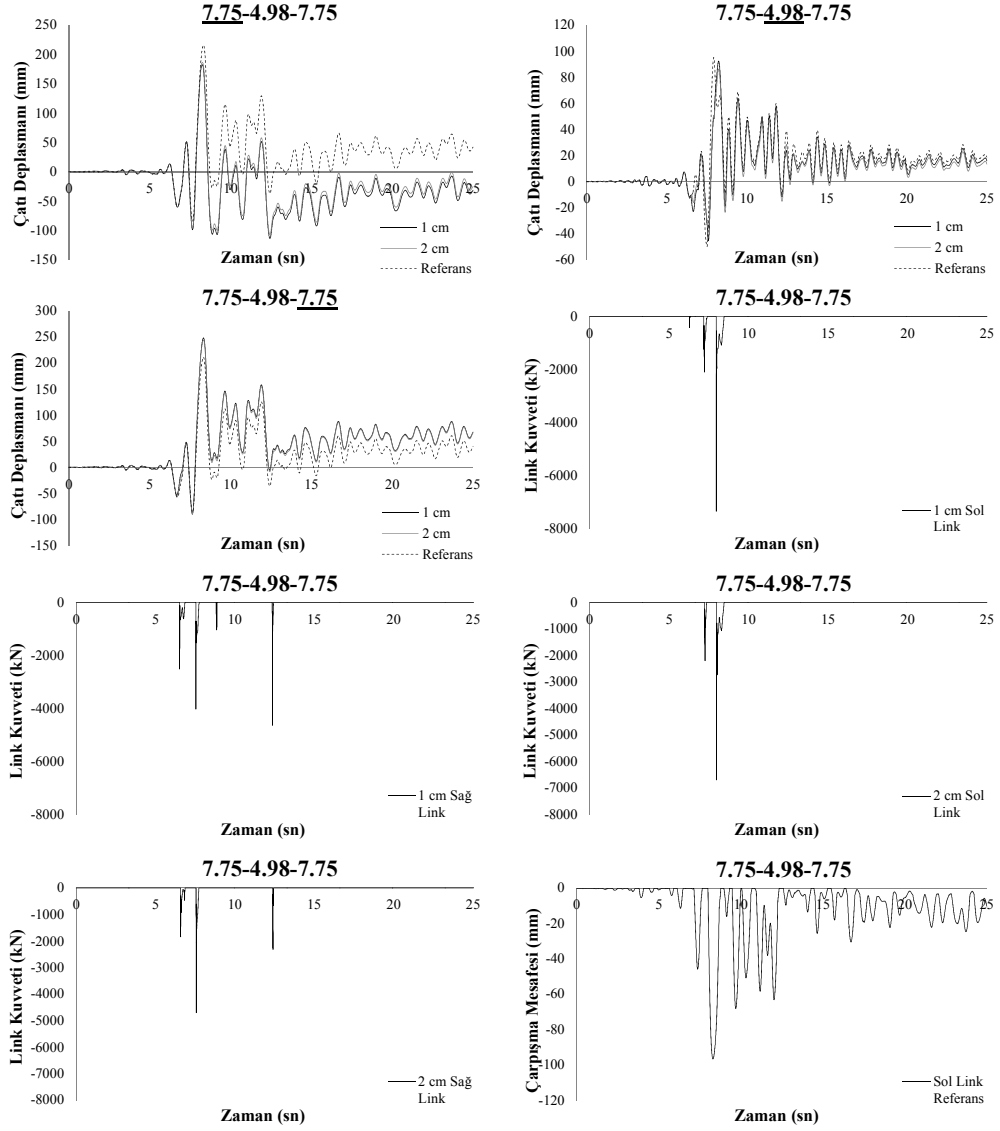 7.75-4.98-7.75
250
200
150
100
50
0
-50
-100
-150
0 5 10 15 20 25
Çatı Deplasmanı (mm)
Zaman (sn)
1 cm
2 cm
Referans
7.75-4.98-7.75
120
100
80
60
40
20
0
-20
-40
-60
0 5 10 15 20 25
Çatı Deplasmanı (mm)
Zaman (sn)
1 cm
2 cm
Referans
7.75-4.98-7.75
300
250
200
150
100
50
0
-50
-100
-150
0 5 10 15 20 25
Çatı Deplasmanı (mm)
Zaman (sn)
1 cm
2 cm
Referans
7.75-4.98-7.75
0
-2000
-4000
-6000
-8000
0 5 10 15 20 25
Link Kuvveti (kN)
Zaman (sn)
1 cm Sol
Link
7.75-4.98-7.75
0
-2000
-4000
-6000
-8000
0 5 10 15 20 25
Link Kuvveti (kN)
Zaman (sn)
1 cm Sağ
Link
7.75-4.98-7.75
0
-1000
-2000
-3000
-4000
-5000
-6000
-7000
-8000
0 5 10 15 20 25
Link Kuvveti (kN)
Zaman (sn)
2 cm Sol
Link
7.75-4.98-7.75
0
-1000
-2000
-3000
-4000
-5000
-6000
-7000
-8000
0 5 10 15 20 25
Link Kuvveti (kN)
Zaman (sn)
2 cm Sağ
Link
7.75-4.98-7.75
0
-20
-40
-60
-80
-100
-120
0 5 10 15 20 25
Çarpışma Mesafesi (mm)
Zaman (sn)
Sol Link
Referans